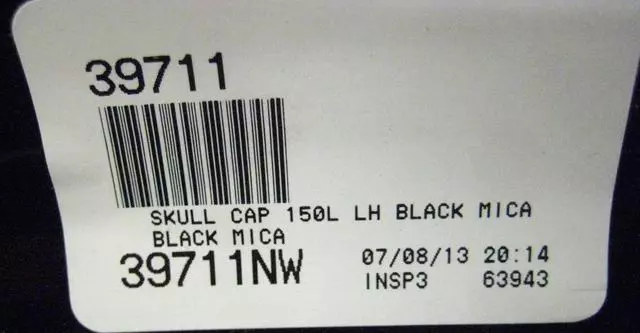 39711
SKULL CAP 150L LH BLACK MICA
BLACK MICA
39711NW 07/08/13 20:14
INSP3 63943